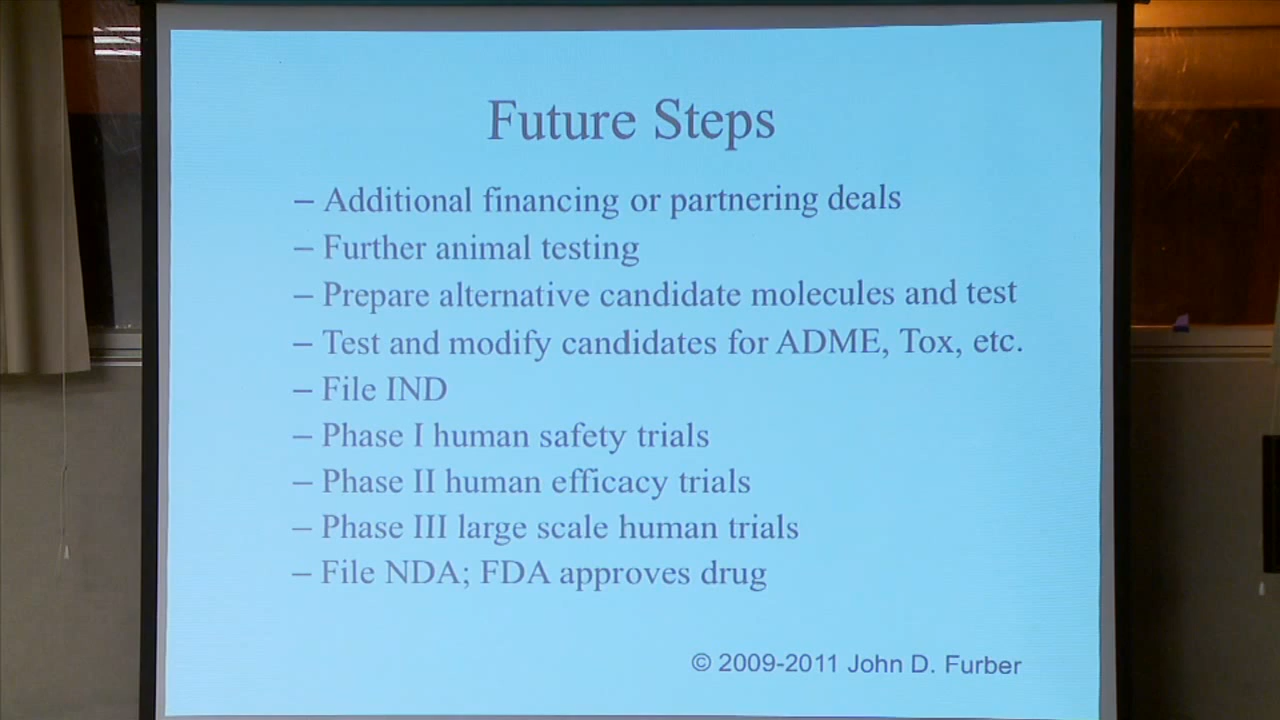 Future Steps
– Additional financing or partnering deals
– Further animal testing
– Prepare alternative candidate molecules and test
– Test and modify candidates for ADME, Tox, etc.
– File IND
– Phase I human safety trials
– Phase II human efficacy trials
– Phase III large scale human trials
– File NDA; FDA approves drug
© 2009-2011 John D. Furber